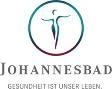 JOHANNESBAD
GESUNDHEIT IST UNSER LEBEN.